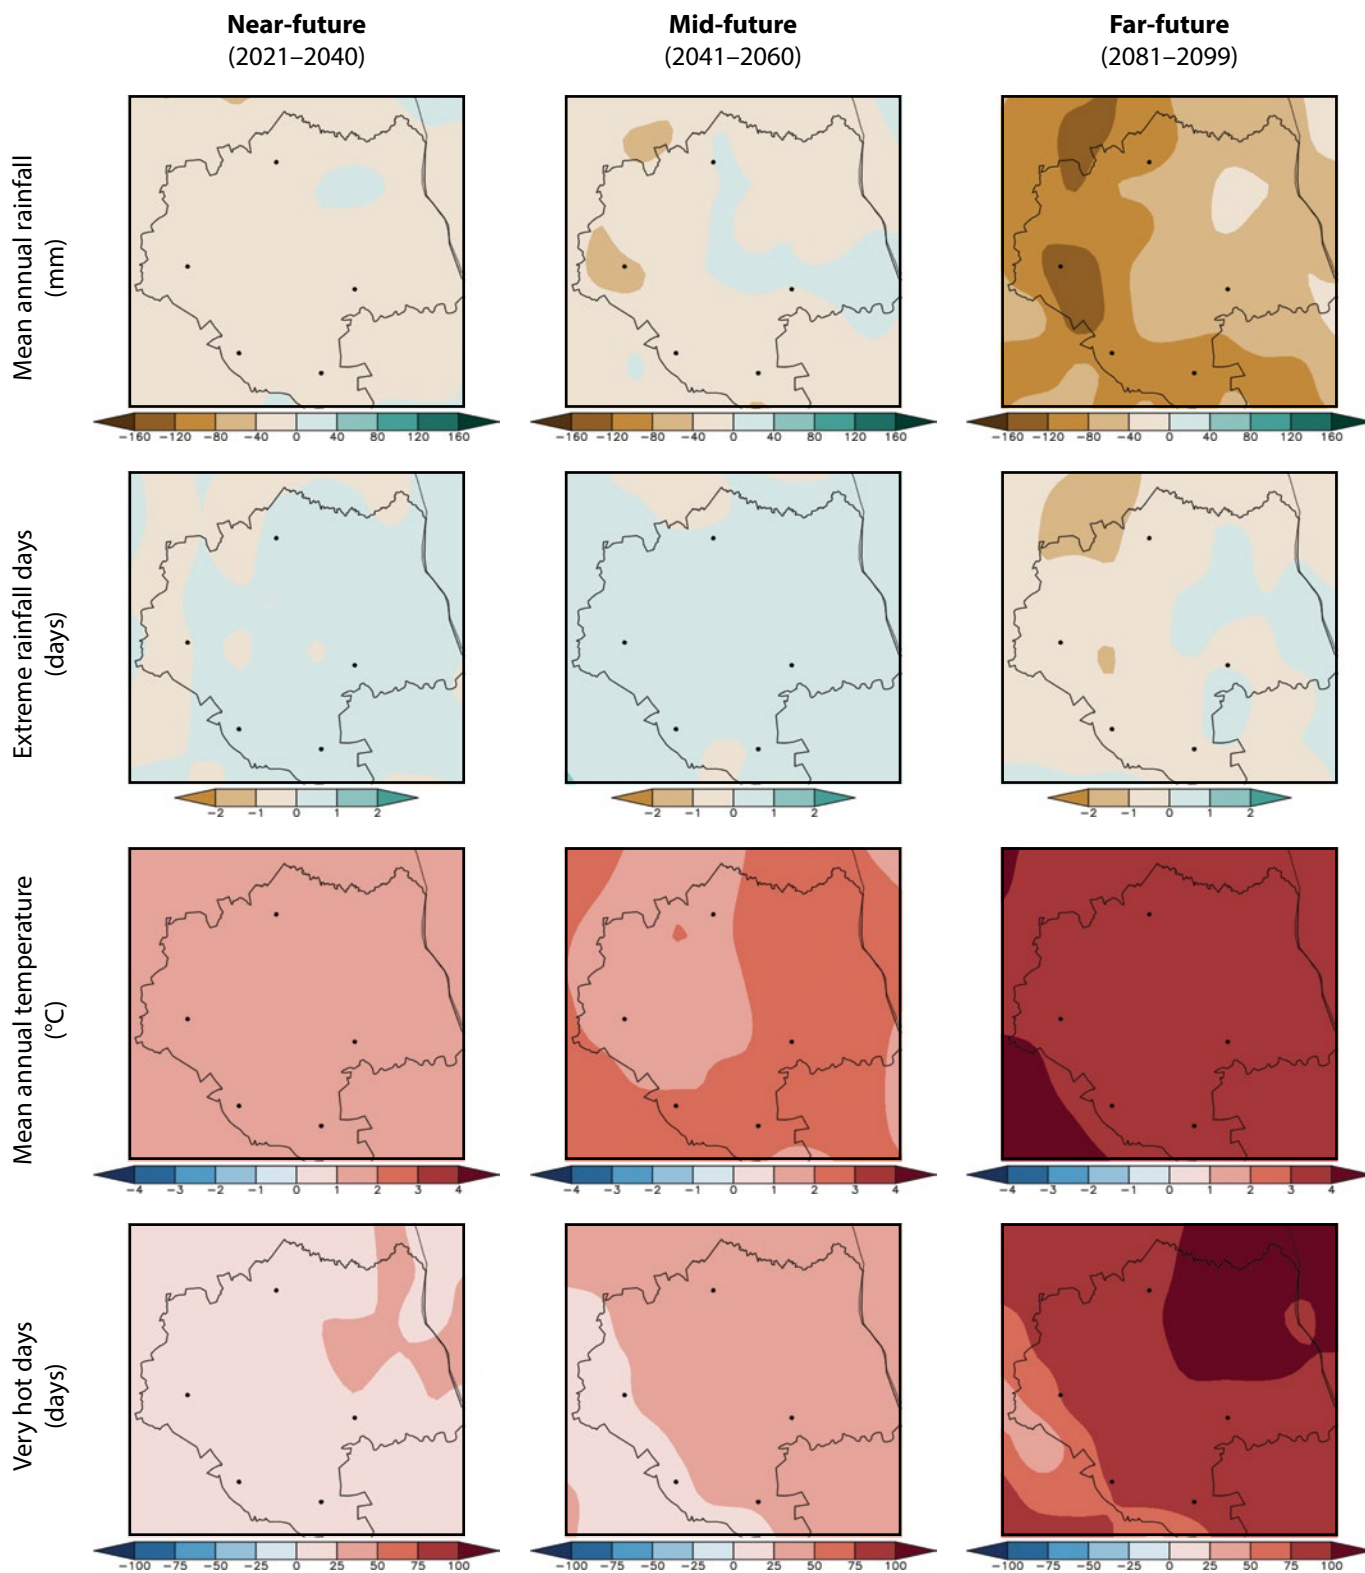 Near-future
(2021–2040)
Mid-future
(2041–2060)
Far-future
(2081–2099)
Mean annual rainfall
(mm)
−160 −120 −80 −40 0 40 80 120 160
−160 −120 −80 −40 0 40 80 120 160
−160 −120 −80 −40 0 40 80 120 160
Extreme rainfall days
(days)
−2 −1 0 1 2
−2 −1 0 1 2
−2 −1 0 1 2
Mean annual temperature
(°C)
−4 −3 −2 −1 0 1 2 3 4
−4 −3 −2 −1 0 1 2 3 4
−4 −3 −2 −1 0 1 2 3 4
Very hot days
(days)
−100 −75 −50 −25 0 25 50 75 100
−100 −75 −50 −25 0 25 50 75 100
−100 −75 −50 −25 0 25 50 75 100